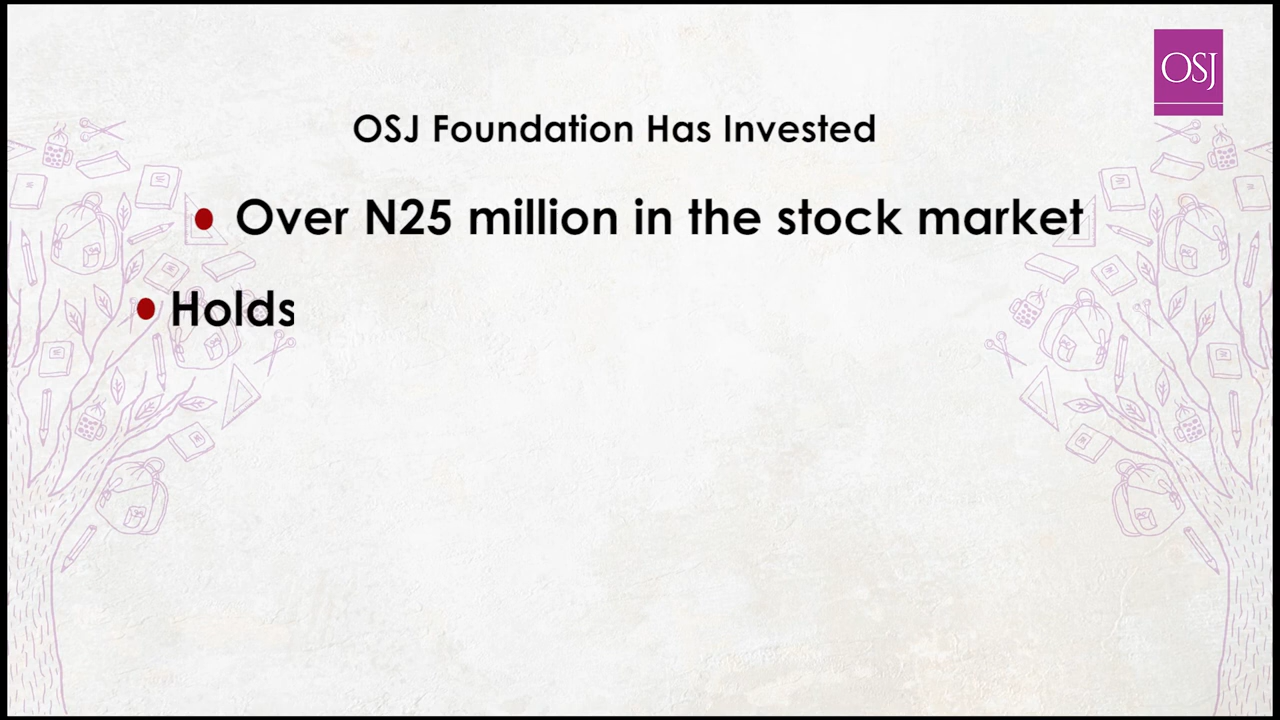 OSJ
OSJ Foundation Has Invested
• Over N25 million in the stock market
• Holds